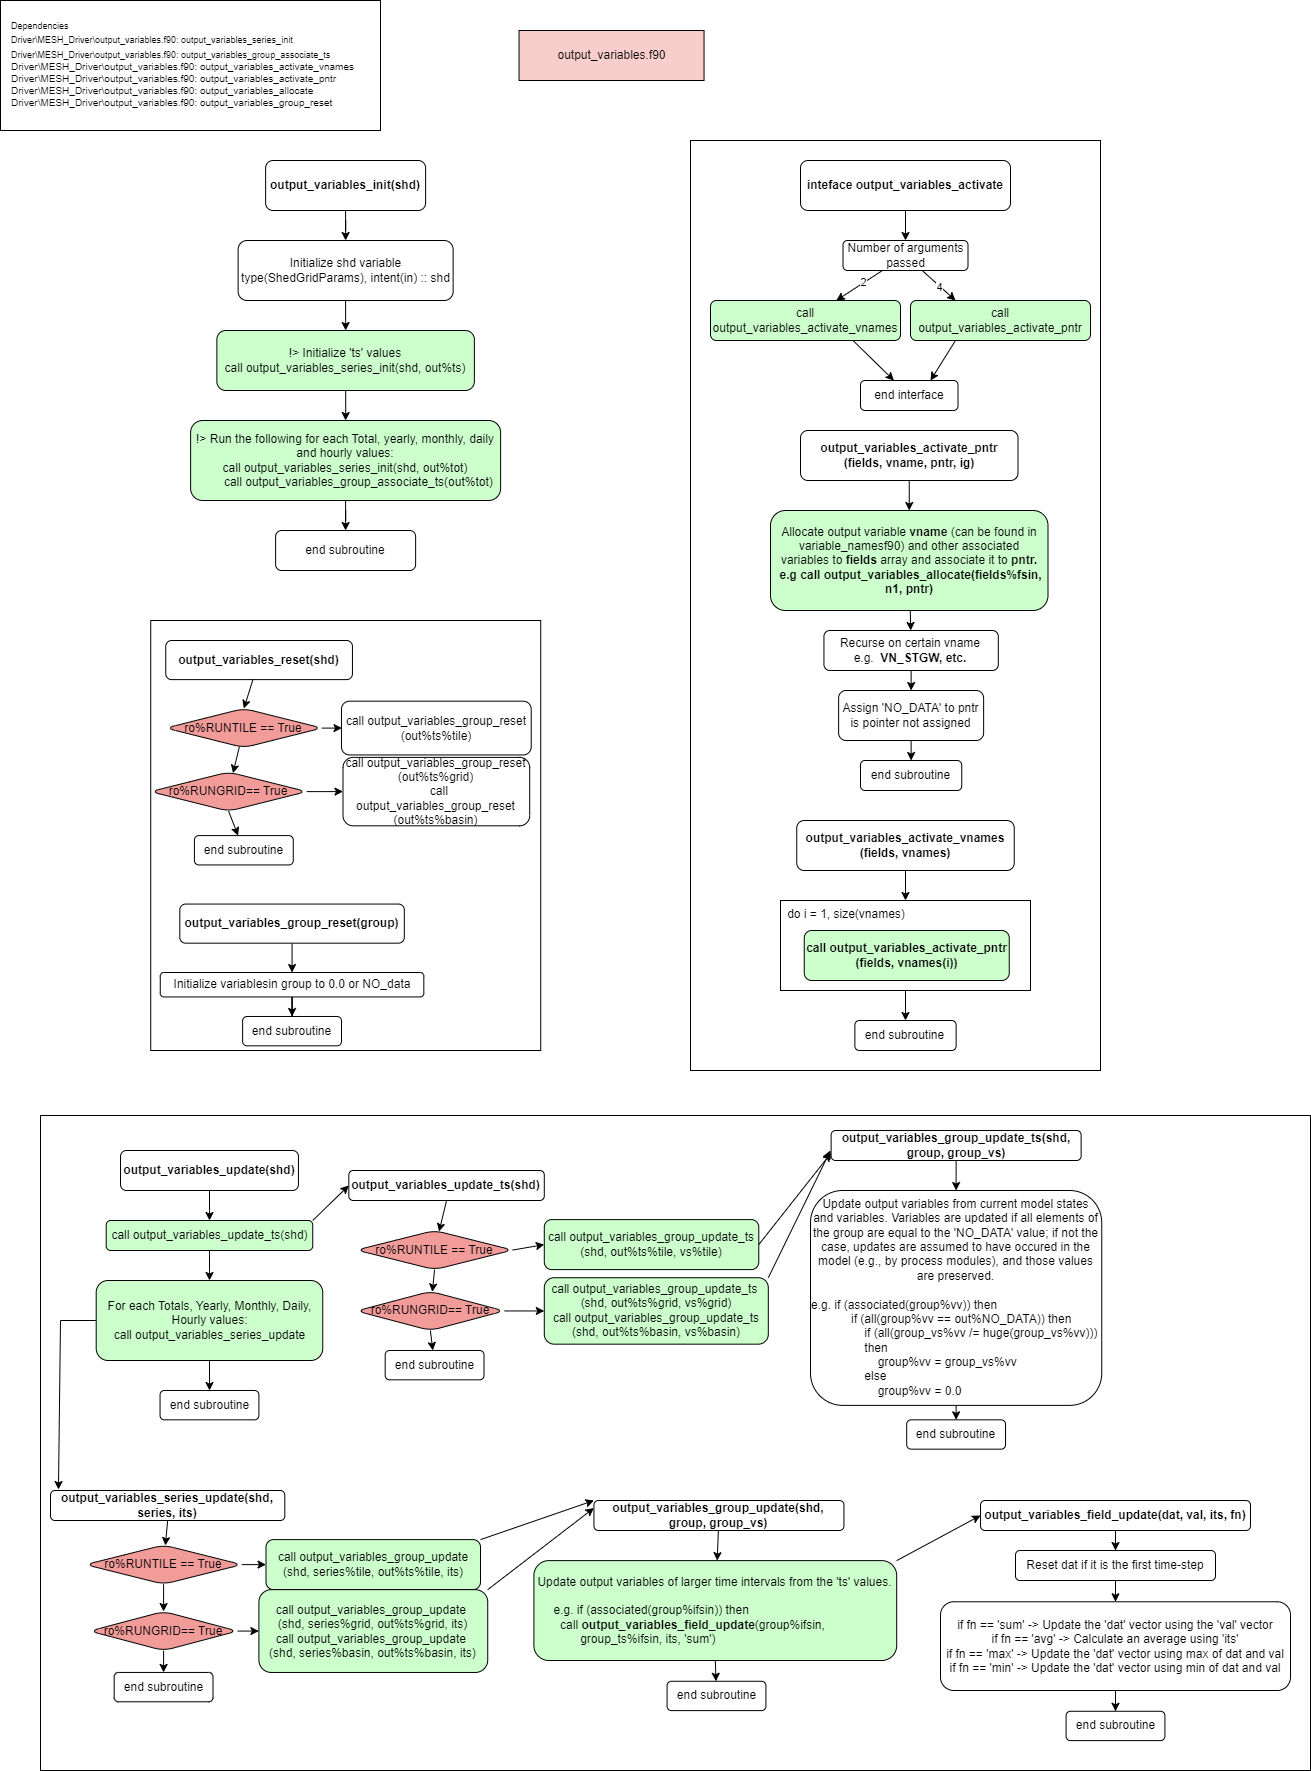 Dependencies
Driver\MESH_Driver\output_variables.f90: output_variables_series_init
Driver\MESH_Driver\output_variables.f90: output_variables_group_associate_ts
Driver\MESH_Driver\output_variables.f90: output_variables_activate_vnames
Driver\MESH_Driver\output_variables.f90: output_variables_activate_pntr
Driver\MESH_Driver\output_variables.f90: output_variables_allocate
Driver\MESH_Driver\output_variables.f90: output_variables_group_reset
output_variables.f90
output_variables_init(shd)
Initialize shd variable
type(ShedGridParams), intent(in) :: shd
!> Initialize 'ts' values
call output_variables_series_init(shd, out%ts)
!> Run the following for each Total, yearly, monthly, daily
and hourly values:
call output_variables_series_init(shd, out%tot)
call output_variables_group_associate_ts(out%tot)
end subroutine
output_variables_reset(shd)
ro%RUNTILE == True
call output_variables_group_reset
(out%ts%tile)
ro%RUNGRID== True
call output_variables_group_reset
(out%ts%grid)
call
output_variables_group_reset
(out%ts%basin)
end subroutine
output_variables_group_reset(group)
Initialize variablesin group to 0.0 or NO_data
end subroutine
inteface output_variables_activate
Number of arguments
passed
2
4
call
output_variables_activate_vnames
call
output_variables_activate_pntr
end interface
output_variables_activate_pntr
(fields, vname, pntr, ig)
Allocate output variable vname (can be found in
variable_namesf90) and other associated
variables to fields array and associate it to pntr.
e.g call output_variables_allocate(fields%fsin,
n1, pntr)
Recurse on certain vname
e.g. VN_STGW, etc.
Assign 'NO_DATA' to pntr
is pointer not assigned
end subroutine
output_variables_activate_vnames
(fields, vnames)
do i = 1, size(vnames)
call output_variables_activate_pntr
(fields, vnames(i))
end subroutine
output_variables_update(shd)
call output_variables_update_ts(shd)
For each Totals, Yearly, Monthly, Daily,
Hourly values:
call output_variables_series_update
end subroutine
output_variables_update_ts(shd)
ro%RUNTILE == True
call output_variables_group_update_ts
(shd, out%ts%tile, vs%tile)
ro%RUNGRID== True
call output_variables_group_update_ts
(shd, out%ts%grid, vs%grid)
call output_variables_group_update_ts
(shd, out%ts%basin, vs%basin)
end subroutine
output_variables_group_update_ts(shd,
group, group_vs)
Update output variables from current model states
and variables. Variables are updated if all elements of
the group are equal to the 'NO_DATA' value; if not the
case, updates are assumed to have occured in the
model (e.g., by process modules), and those values
are preserved.
e.g. if (associated(group%vv)) then
if (all(group%vv == out%NO_DATA)) then
if (all(group_vs%vv /= huge(group_vs%vv)))
then
group%vv = group_vs%vv
else
group%vv = 0.0
end subroutine
output_variables_series_update(shd,
series, its)
ro%RUNTILE == True
call output_variables_group_update
(shd, series%tile, out%ts%tile, its)
ro%RUNGRID== True
call output_variables_group_update
(shd, series%grid, out%ts%grid, its)
call output_variables_group_update
(shd, series%basin, out%ts%basin, its)
end subroutine
output_variables_group_update(shd,
group, group_vs)
Update output variables of larger time intervals from the 'ts' values.
e.g. if (associated(group%ifsin)) then
call output_variables_field_update(group%ifsin,
group_ts%ifsin, its, 'sum')
end subroutine
output_variables_field_update(dat, val, its, fn)
Reset dat if it is the first time-step
if fn == 'sum' -> Update the 'dat' vector using the 'val' vector
if fn == 'avg' -> Calculate an average using 'its'
if fn == 'max' -> Update the 'dat' vector using max of dat and val
if fn == 'min' -> Update the 'dat' vector using min of dat and val
end subroutine